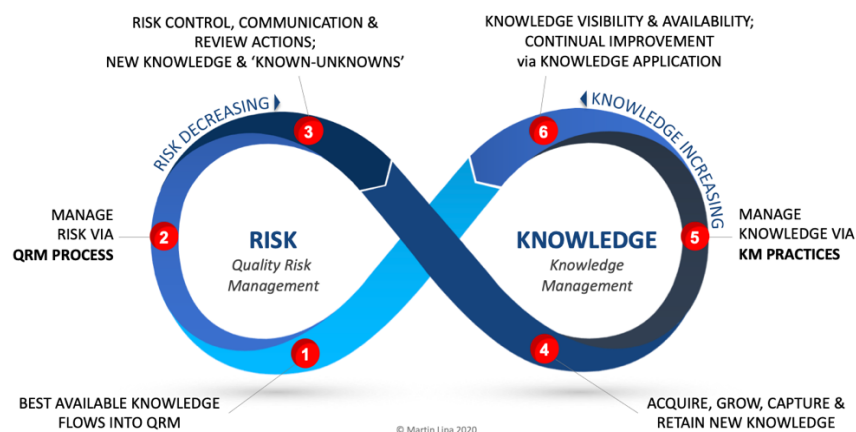 RISK CONTROL, COMMUNICATION &
REVIEW ACTIONS;
NEW KNOWLEDGE & ‘KNOWN-UNKNOWNS’
KNOWLEDGE VISIBILITY & AVAILABILITY;
CONTINUAL IMPROVEMENT
via KNOWLEDGE APPLICATION
RISK DECREASING
3
6
KNOWLEDGE INCREASING
MANAGE
RISK VIA
QRM PROCESS
2
RISK
Quality Risk
Management
KNOWLEDGE
Knowledge
Management
5
MANAGE
KNOWLEDGE VIA
KM PRACTICES
1
4
BEST AVAILABLE KNOWLEDGE
FLOWS INTO QRM
ACQUIRE, GROW, CAPTURE &
RETAIN NEW KNOWLEDGE
© Martin Lipa 2020